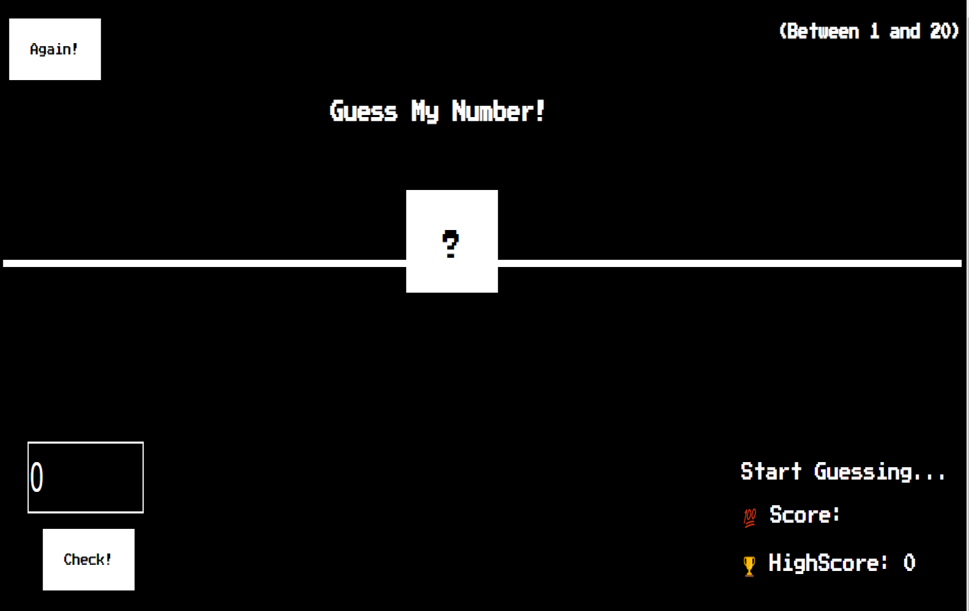 Again!
(Between 1 and 20)
Guess My Number!
?
0
Start Guessing...
💯 Score:
Check!
🏆 HighScore: 0